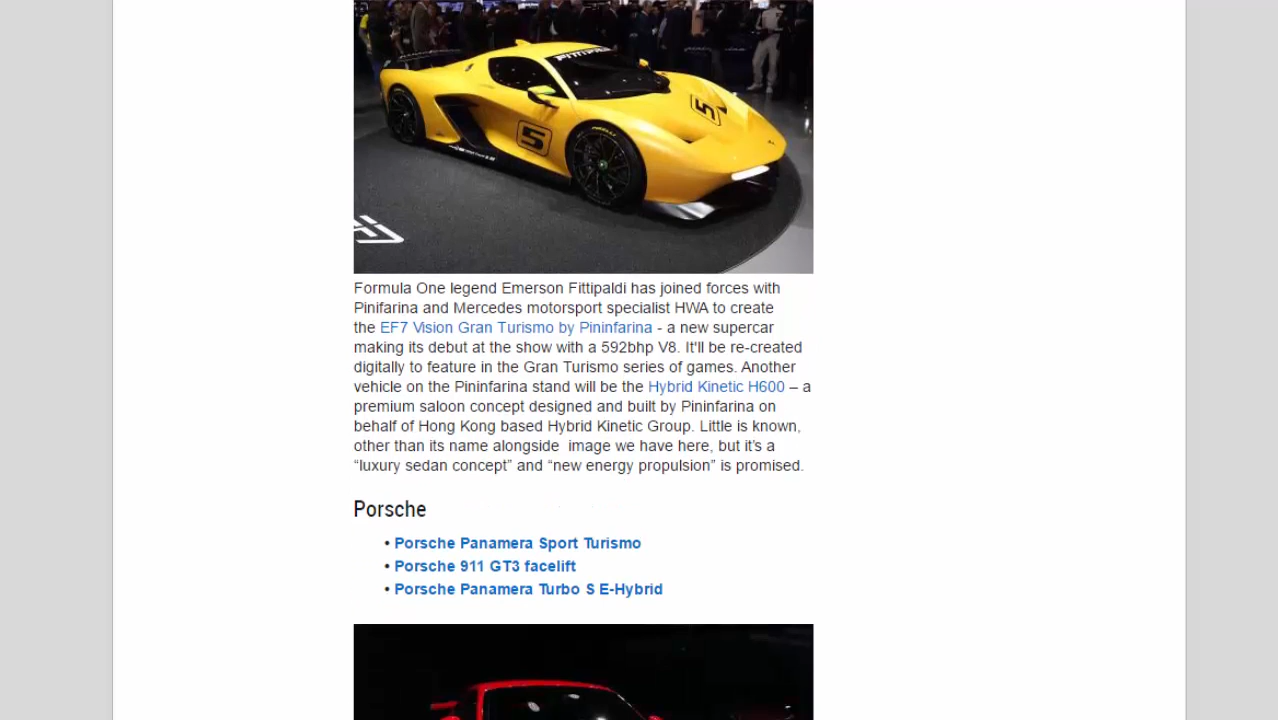 FITTIPALDI
5
5
PIRELLI
Formula One legend Emerson Fittipaldi has joined forces with
Pinifarina and Mercedes motorsport specialist HWA to create
the EF7 Vision Gran Turismo by Pininfarina - a new supercar
making its debut at the show with a 592bhp V8. It'll be re-created
digitally to feature in the Gran Turismo series of games. Another
vehicle on the Pininfarina stand will be the Hybrid Kinetic H600 – a
premium saloon concept designed and built by Pininfarina on
behalf of Hong Kong based Hybrid Kinetic Group. Little is known,
other than its name alongside  image we have here, but it’s a
“luxury sedan concept” and “new energy propulsion” is promised.
Porsche
• Porsche Panamera Sport Turismo
• Porsche 911 GT3 facelift
• Porsche Panamera Turbo S E-Hybrid